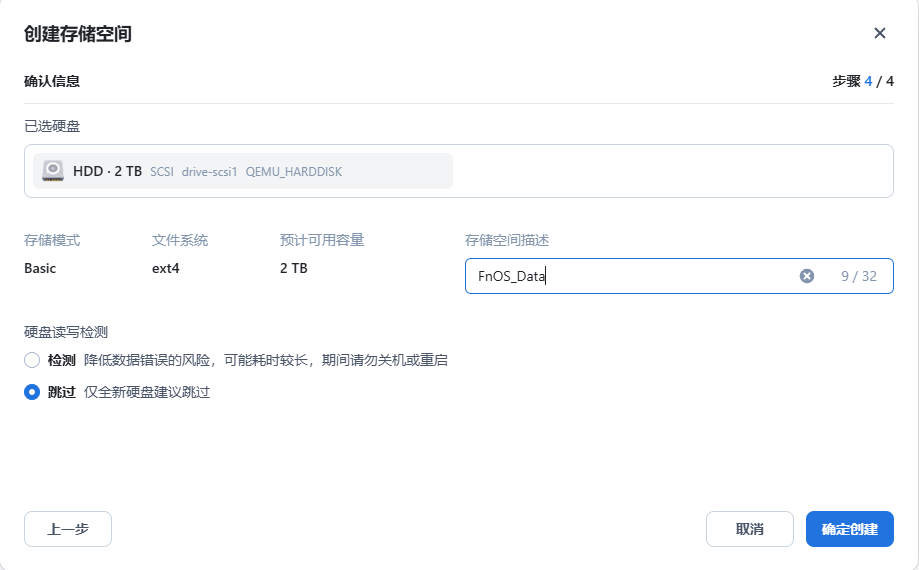 创建存储空间
确认信息 步骤 4 / 4
已选硬盘
HDD · 2 TB SCSI drive-scsi1 QEMU_HARDDISK
存储模式 文件系统 预计可用容量 存储空间描述
Basic ext4 2 TB FnOS_Data 9 / 32
硬盘读写检测
检测 降低数据错误的风险，可能耗时较长，期间请勿关机或重启
跳过 仅全新硬盘建议跳过
上一步 取消 确定创建